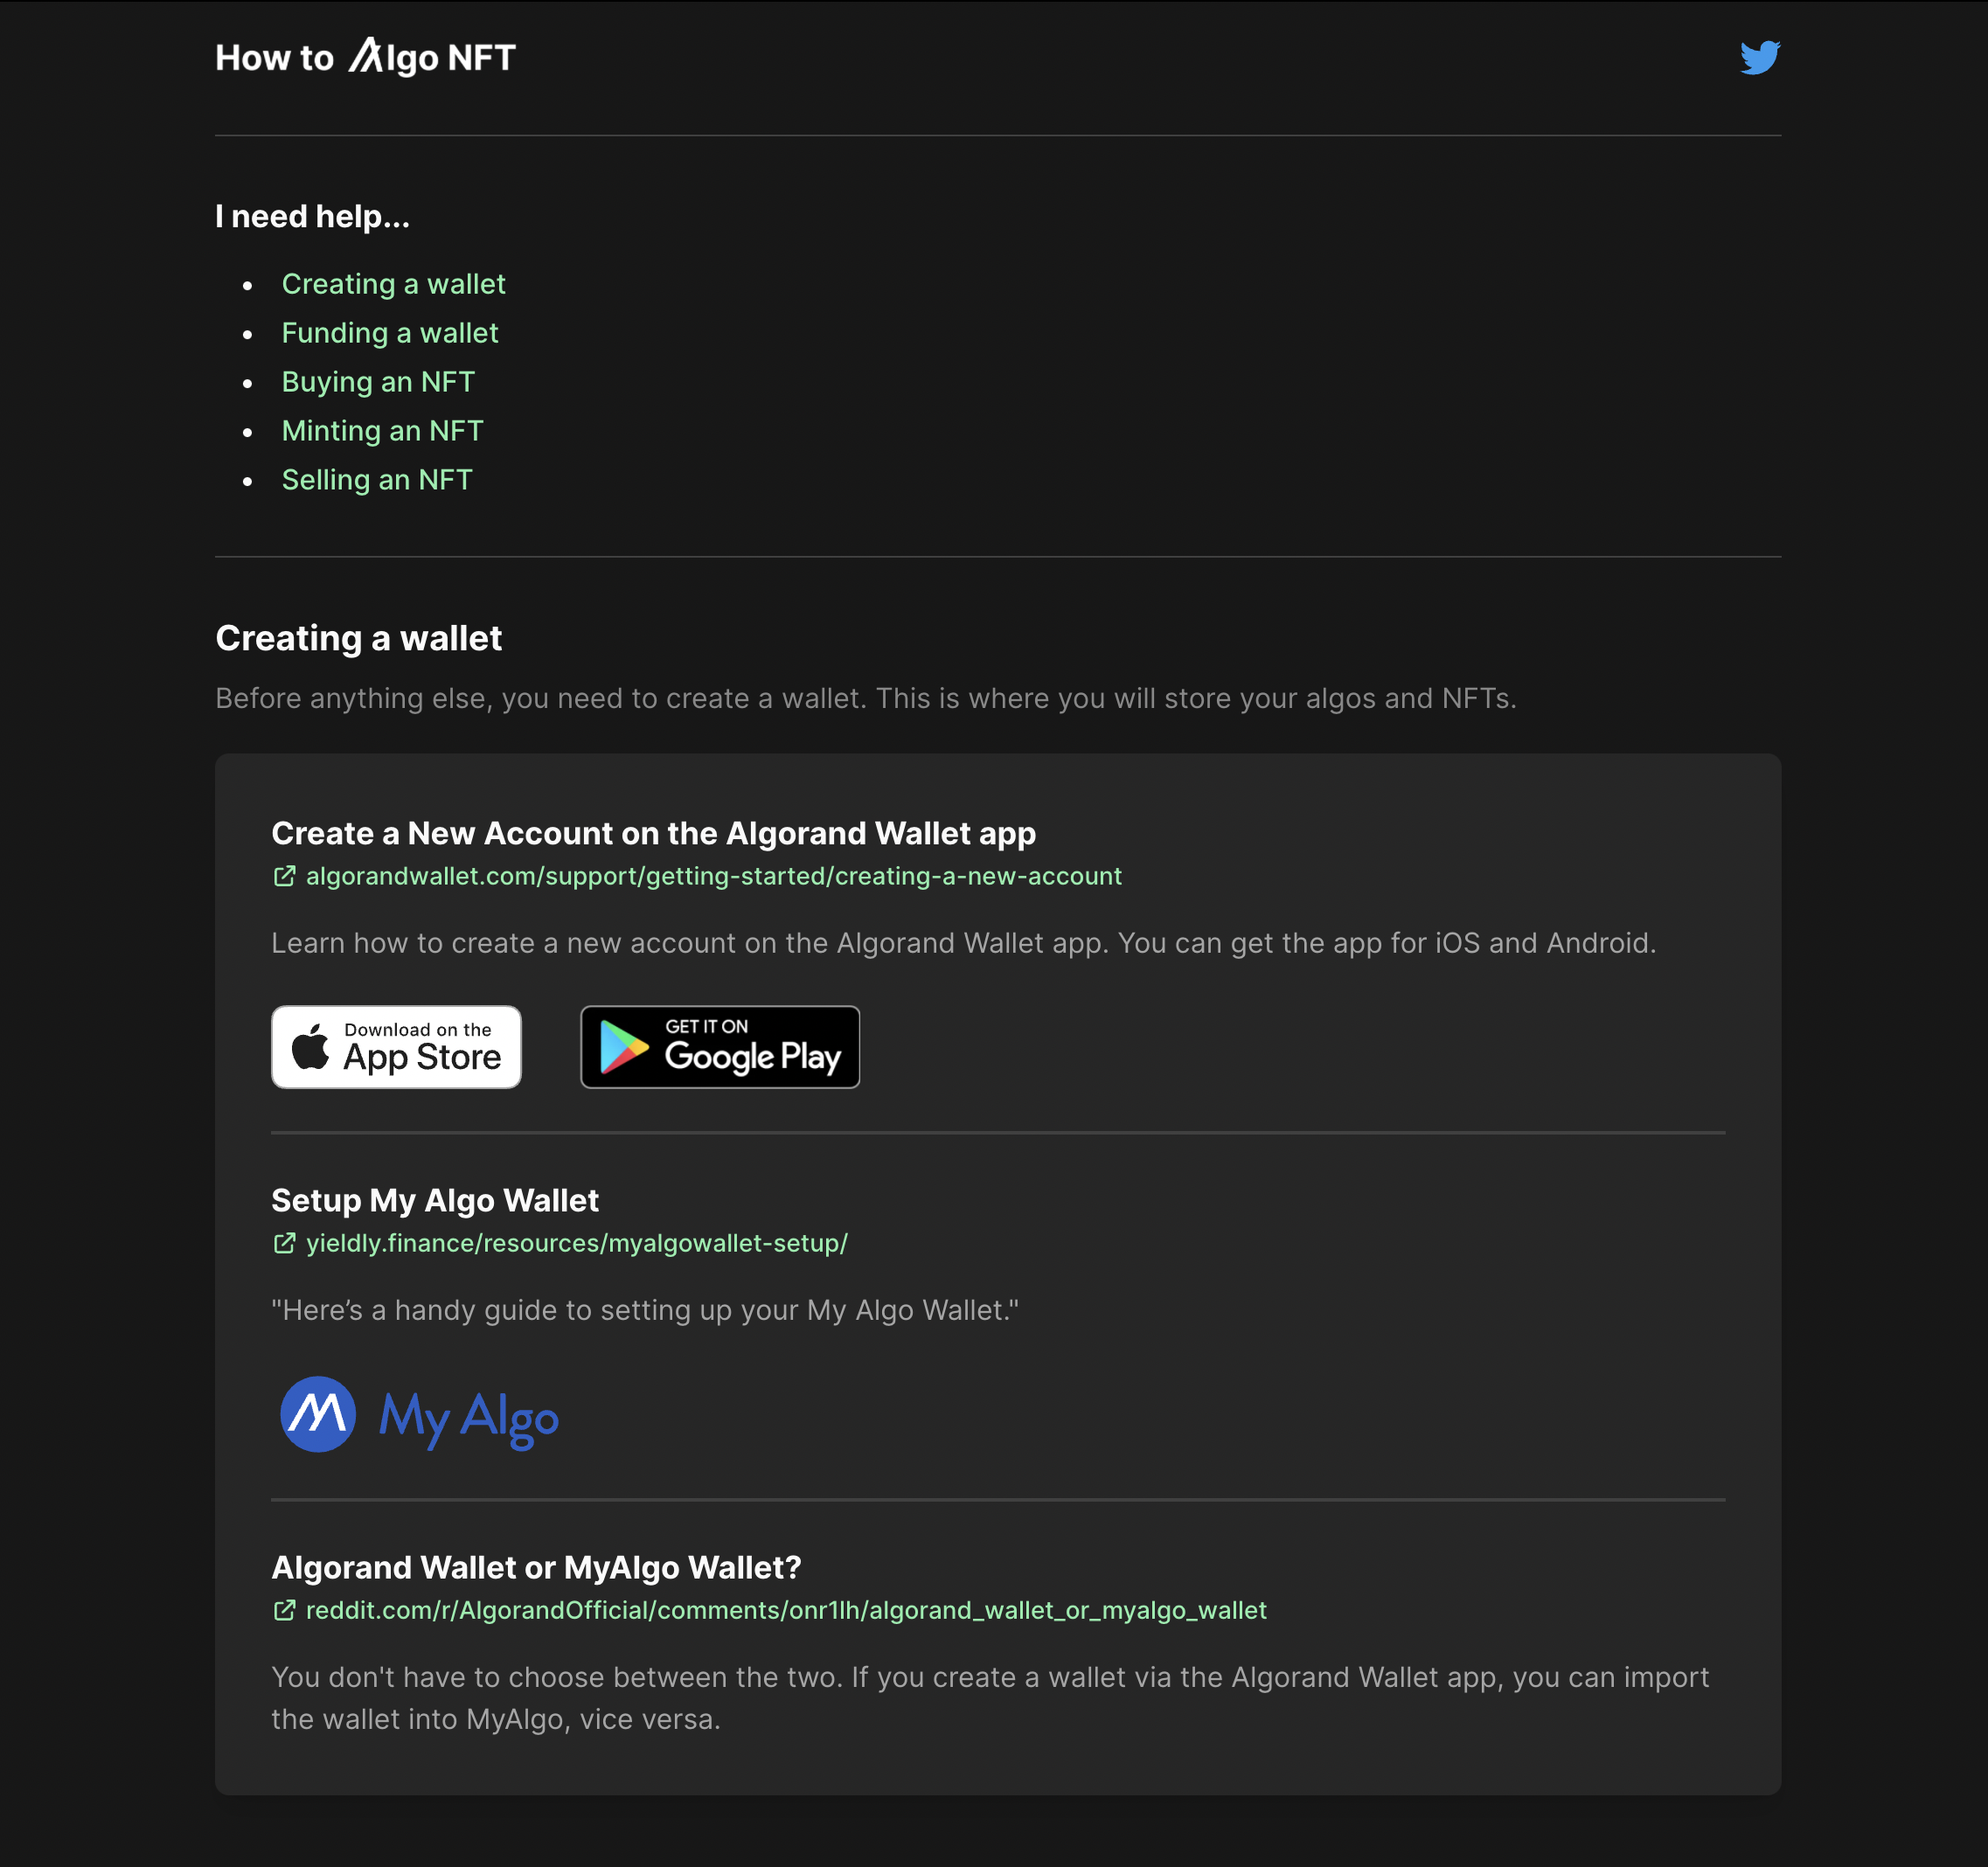 How to Algo NFT
I need help...
Creating a wallet
Funding a wallet
Buying an NFT
Minting an NFT
Selling an NFT
Creating a wallet
Before anything else, you need to create a wallet. This is where you will store your algos and NFTs.
Create a New Account on the Algorand Wallet app
algorandwallet.com/support/getting-started/creating-a-new-account
Learn how to create a new account on the Algorand Wallet app. You can get the app for iOS and Android.
Download on the
App Store
GET IT ON
Google Play
Setup My Algo Wallet
yieldly.finance/resources/myalgowallet-setup/
"Here’s a handy guide to setting up your My Algo Wallet."
My Algo
Algorand Wallet or MyAlgo Wallet?
reddit.com/r/AlgorandOfficial/comments/onr1lh/algorand_wallet_or_myalgo_wallet
You don't have to choose between the two. If you create a wallet via the Algorand Wallet app, you can import
the wallet into MyAlgo, vice versa.